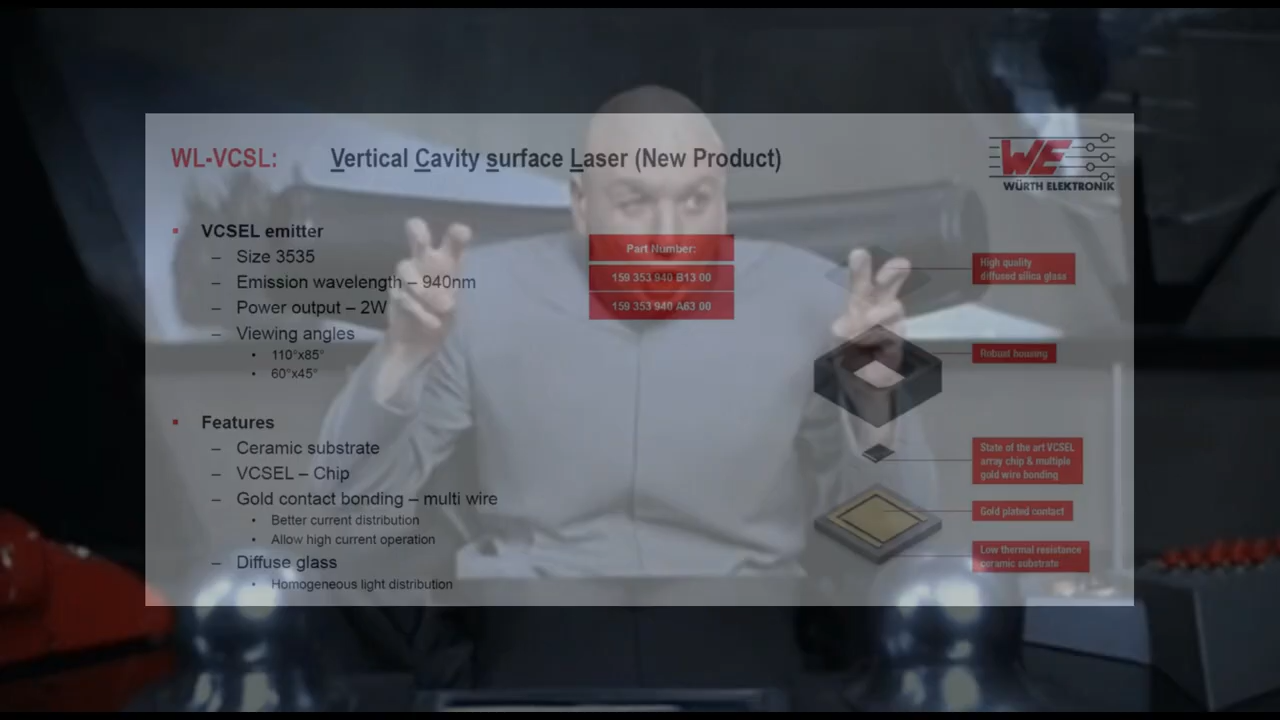 WL-VCSL: Vertical Cavity surface Laser (New Product)
WE
WÜRTH ELEKTRONIK
▪ VCSEL emitter
– Size 3535
– Emission wavelength – 940nm
– Power output – 2W
– Viewing angles
• 110°x85°
• 60°x45°
▪ Features
– Ceramic substrate
– VCSEL – Chip
– Gold contact bonding – multi wire
• Better current distribution
• Allow high current operation
– Diffuse glass
• Homogeneous light distribution
Part Number:
159 353 940 B13 00
159 353 940 A63 00
High quality
diffused silica glass
Robust housing
State of the art VCSEL
array chip & multiple
gold wire bonding
Gold plated contact
Low thermal resistance
ceramic substrate